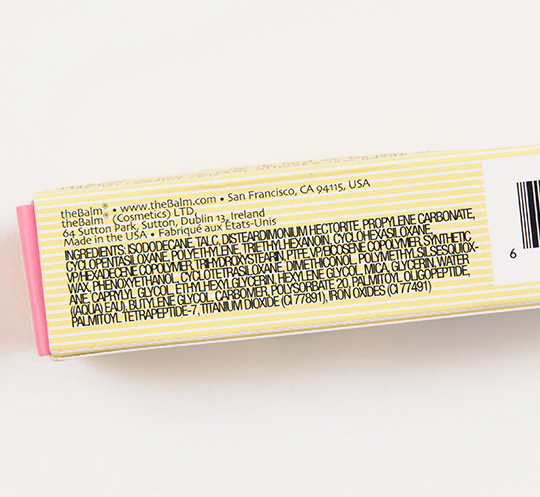 theBalm® • www.theBalm.com • San Francisco, CA 94115, USA
theBalm® (Cosmetics) LTD,
64 Sutton Park, Sutton, Dublin 13, Ireland
Made in the USA • Fabriqué aux États-Unis
INGREDIENTS: ISODODECANE, TALC, DISTEARDIMONIUM HECTORITE, PROPYLENE CARBONATE,
CYCLOPENTASILOXANE, POLYETHYLENE, TRIETHYLHEXANOIN, CYCLOHEXASILOXANE,
VP/HEXADECENE COPOLYMER, TRIHYDROXYSTEARIN, PTFE, VP/EICOSENE COPOLYMER, SYNTHETIC
WAX, PHENOXYETHANOL, CYCLOTETRASILOXANE, DIMETHICONOL, POLYMETHYLSILSESQUIOX-
ANE, CAPRYLYL GLYCOL, ETHYLHEXYL GLYCERIN, HEXYLENE GLYCOL, MICA, GLYCERIN, WATER
(AQUA) EAU, BUTYLENE GLYCOL, CARBOMER, POLYSORBATE 20, PALMITOYL OLIGOPEPTIDE,
PALMITOYL TETRAPEPTIDE-7, TITANIUM DIOXIDE (CI 77891), IRON OXIDES (CI 77491)
6